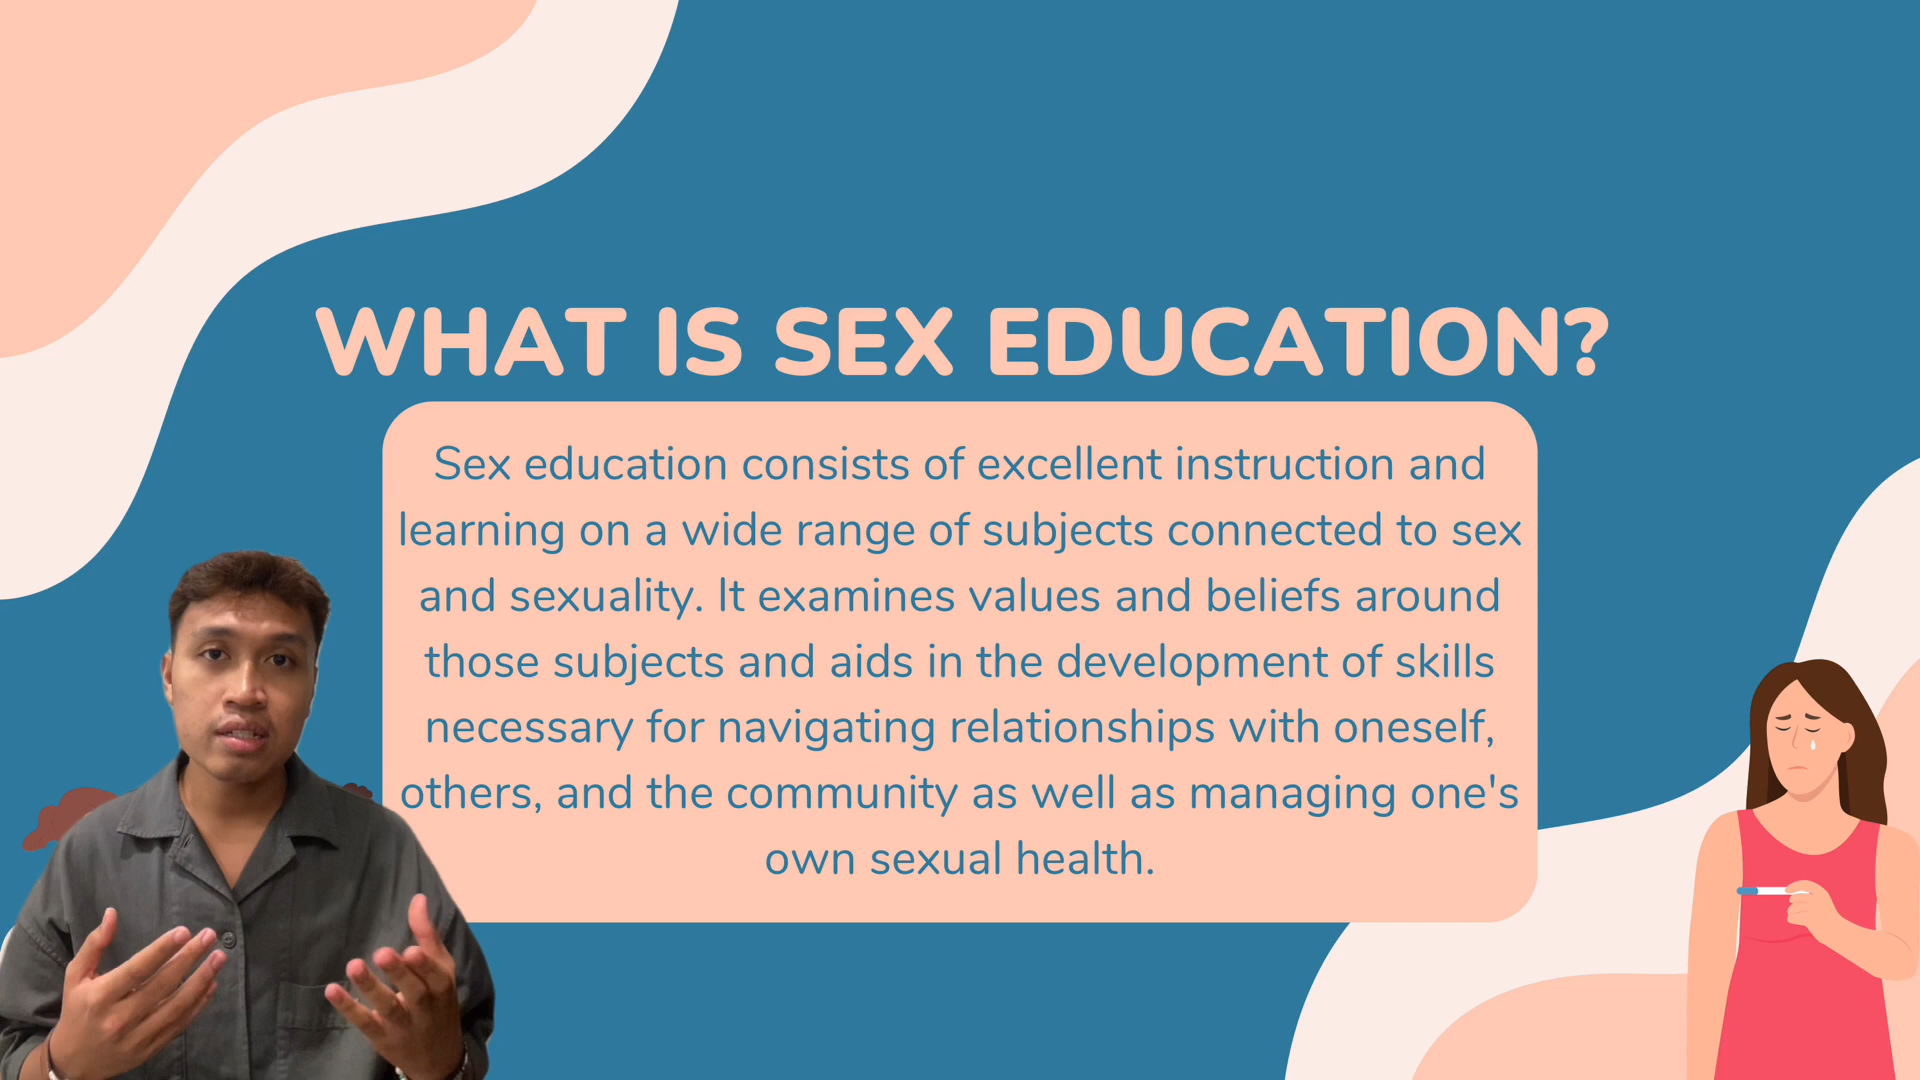 WHAT IS SEX EDUCATION?
Sex education consists of excellent instruction and
learning on a wide range of subjects connected to sex
and sexuality. It examines values and beliefs around
those subjects and aids in the development of skills
necessary for navigating relationships with oneself,
others, and the community as well as managing one's
own sexual health.